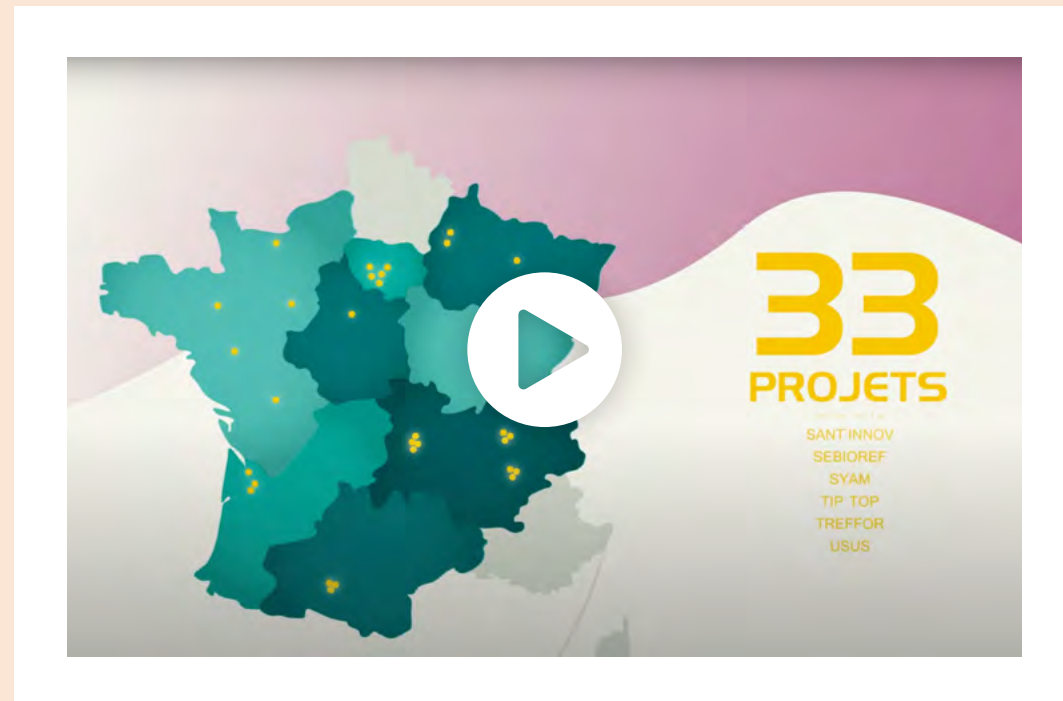 33
PROJETS
SANT INNOV
SEBIOREF
SYAM
TIP TOP
TREFFOR
USUS